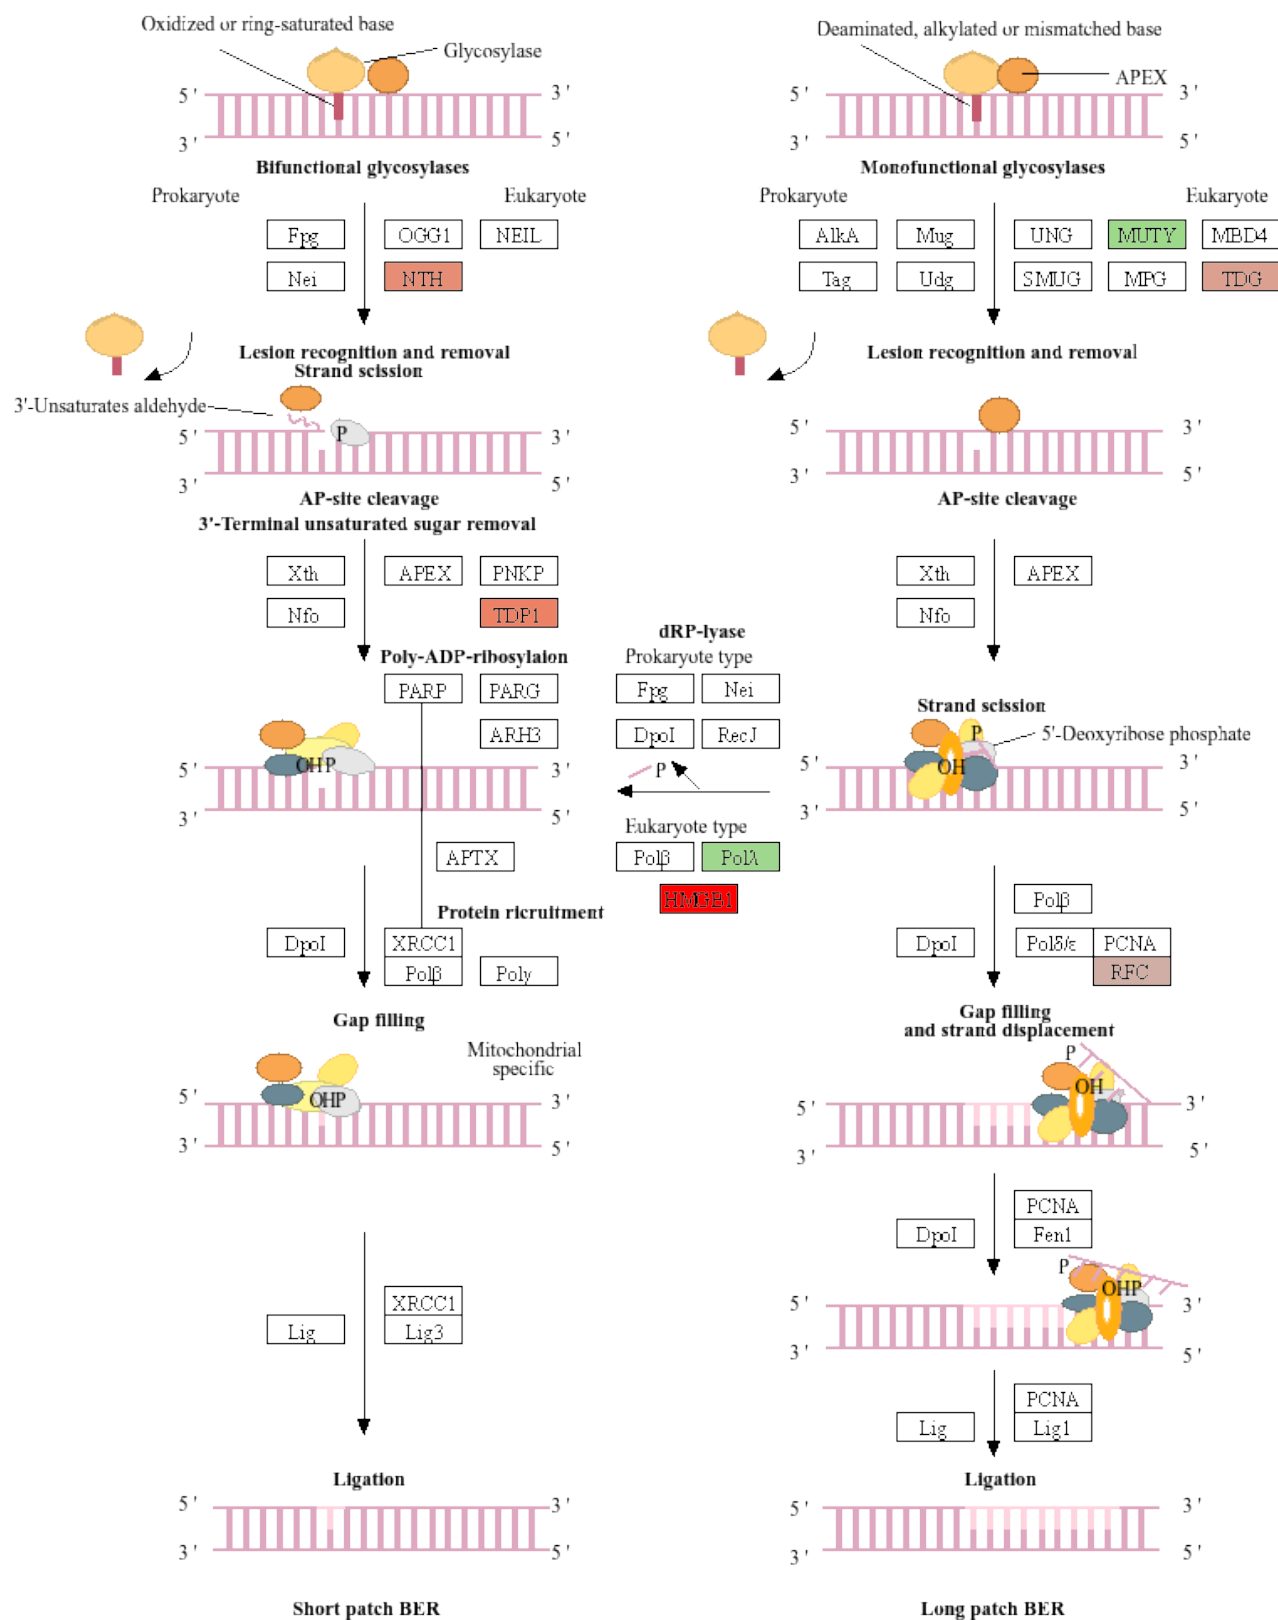 Oxidized or ring-saturated base
Deaminated, alkylated or mismatched base
Glycosylase
APEX
5 '
3 '
5 '
3 '
3 '
5 '
3 '
5 '
Bifunctional glycosylases
Monofunctional glycosylases
Prokaryote
Eukaryote
Prokaryote
Eukaryote
Fpg
OGG1
NEIL
AlkA
Mug
UNG
MUTY
MBD4
Nei
NTH
Tag
Udg
SMUG
MPG
TDG
Lesion recognition and removal
Strand scission
Lesion recognition and removal
3'-Unsaturates aldehyde
P
5 '
3 '
5 '
3 '
3 '
5 '
3 '
5 '
AP-site cleavage
3'-Terminal unsaturated sugar removal
AP-site cleavage
Xth
APEX
PNKP
Xth
APEX
Nfo
TDP1
Nfo
dRP-lyase
Poly-ADP-ribosylaion
Prokaryote type
PARP
PARG
Fpg
Nei
Strand scission
ARH3
DpoI
RecJ
P
5'-Deoxyribose phosphate
5 '
OHP
3 '
P
5 '
OH
3 '
3 '
5 '
3 '
5 '
Eukaryote type
APTX
Polβ
Polλ
HMGB1
Polβ
Protein ricruitment
DpoI
XRCC1
DpoI
Polδ/ε
PCNA
Polβ
Polγ
RFC
Gap filling
Gap filling
and strand displacement
Mitochondrial
specific
P
5 '
OHP
3 '
5 '
OH
3 '
3 '
5 '
3 '
5 '
PCNA
DpoI
Fen1
P
XRCC1
5 '
OHP
3 '
Lig
Lig3
3 '
5 '
PCNA
Lig
Lig1
Ligation
Ligation
5 '
3 '
5 '
3 '
3 '
5 '
3 '
5 '
Short patch BER
Long patch BER